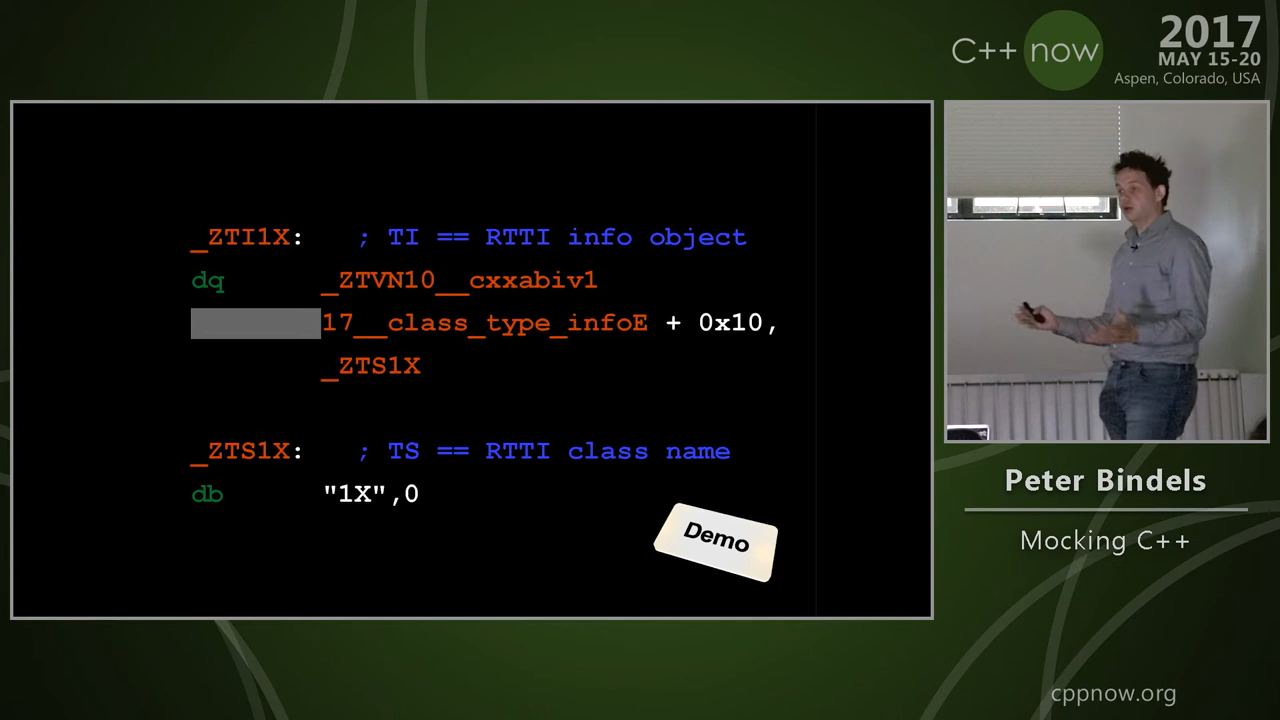 C++ now
2017
MAY 15-20
Aspen, Colorado, USA
_ZTI1X: ; TI == RTTI info object
dq _ZTVN10__cxxabiv1
17__class_type_infoE + 0x10,
_ZTS1X
_ZTS1X: ; TS == RTTI class name
db "1X",0
Demo
Peter Bindels
Mocking C++
cppnow.org